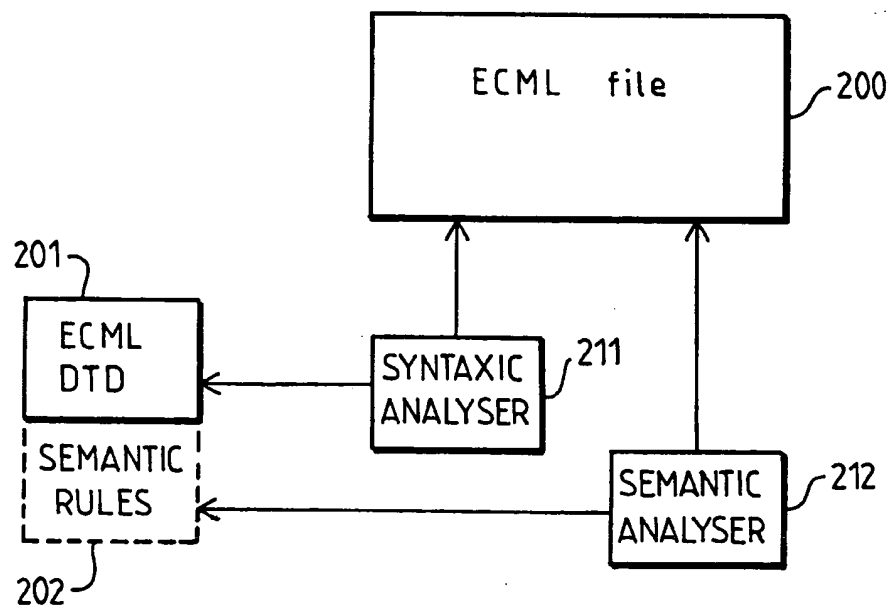 ECML file
200
201
ECML
DTD
SYNTAXIC
ANALYSER
211
SEMANTIC
RULES
SEMANTIC
ANALYSER
212
202